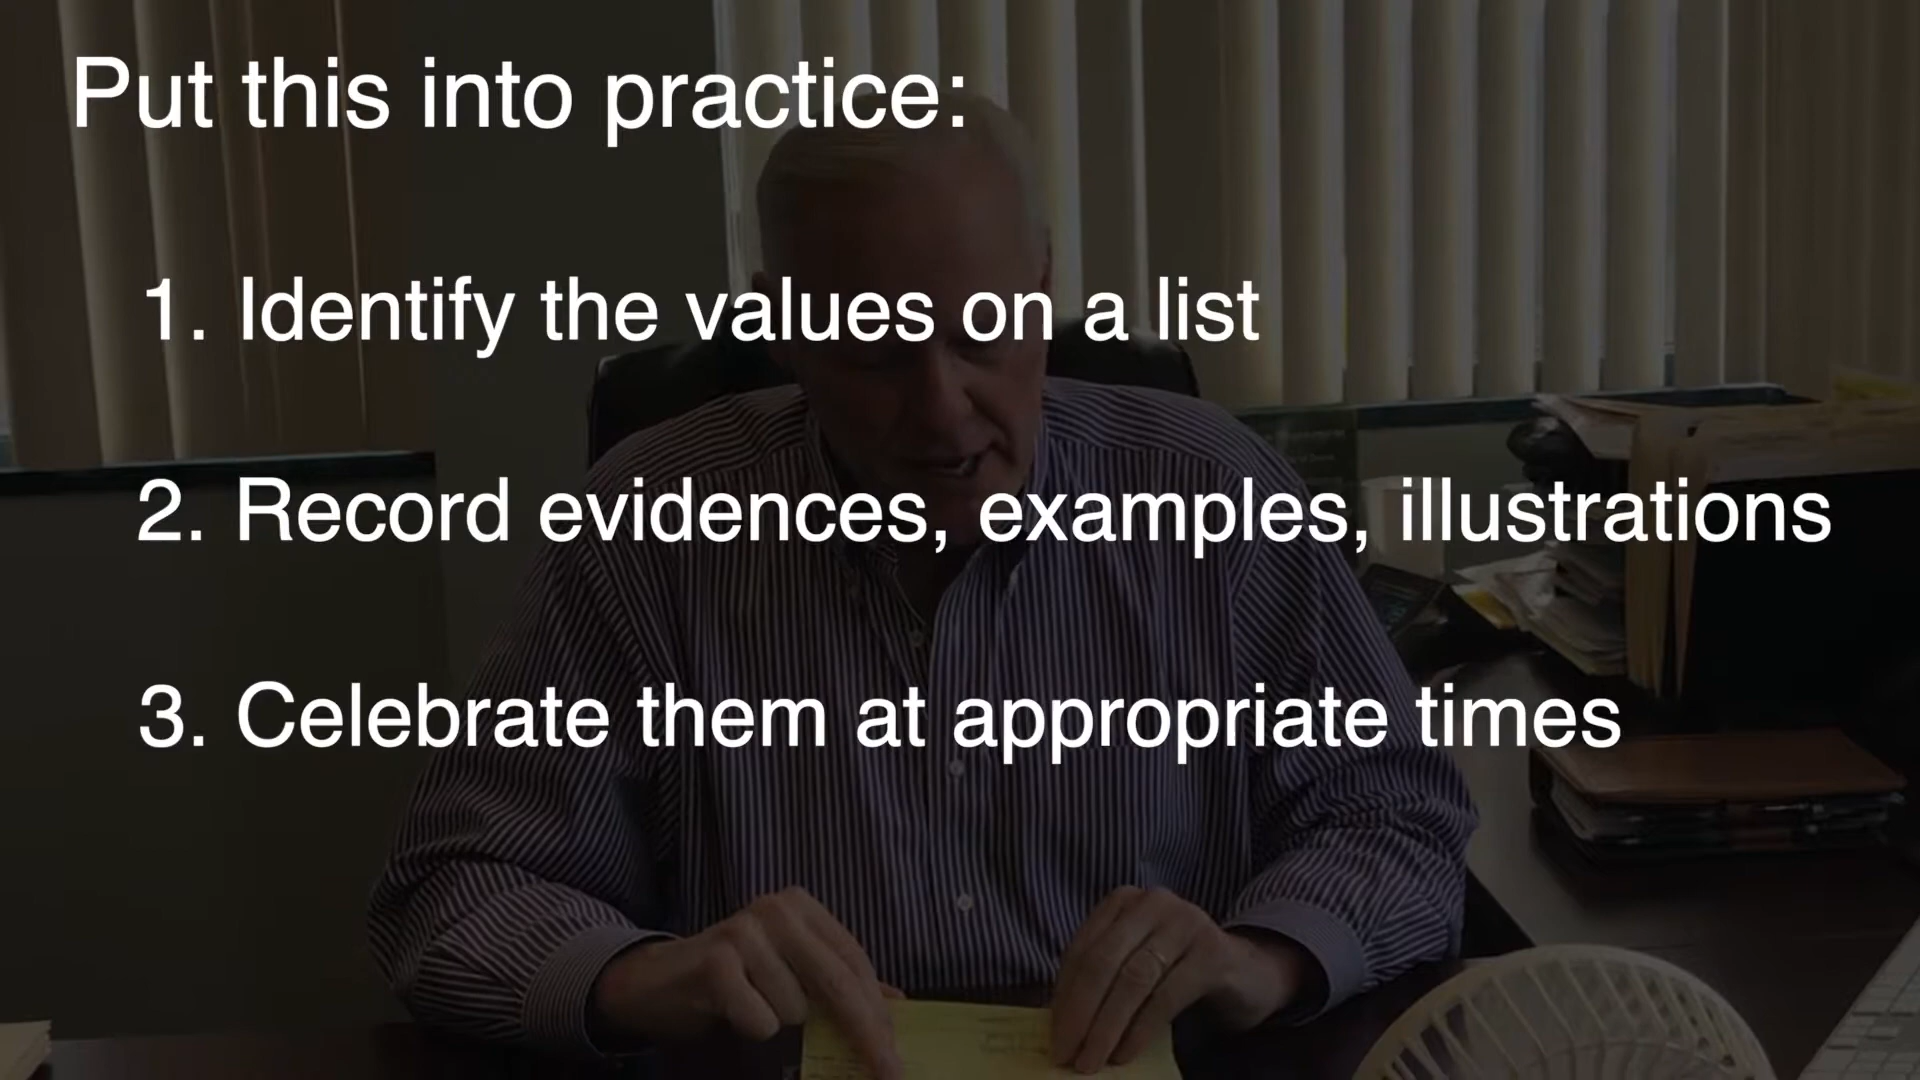 Put this into practice:
1. Identify the values on a list
2. Record evidences, examples, illustrations
3. Celebrate them at appropriate times